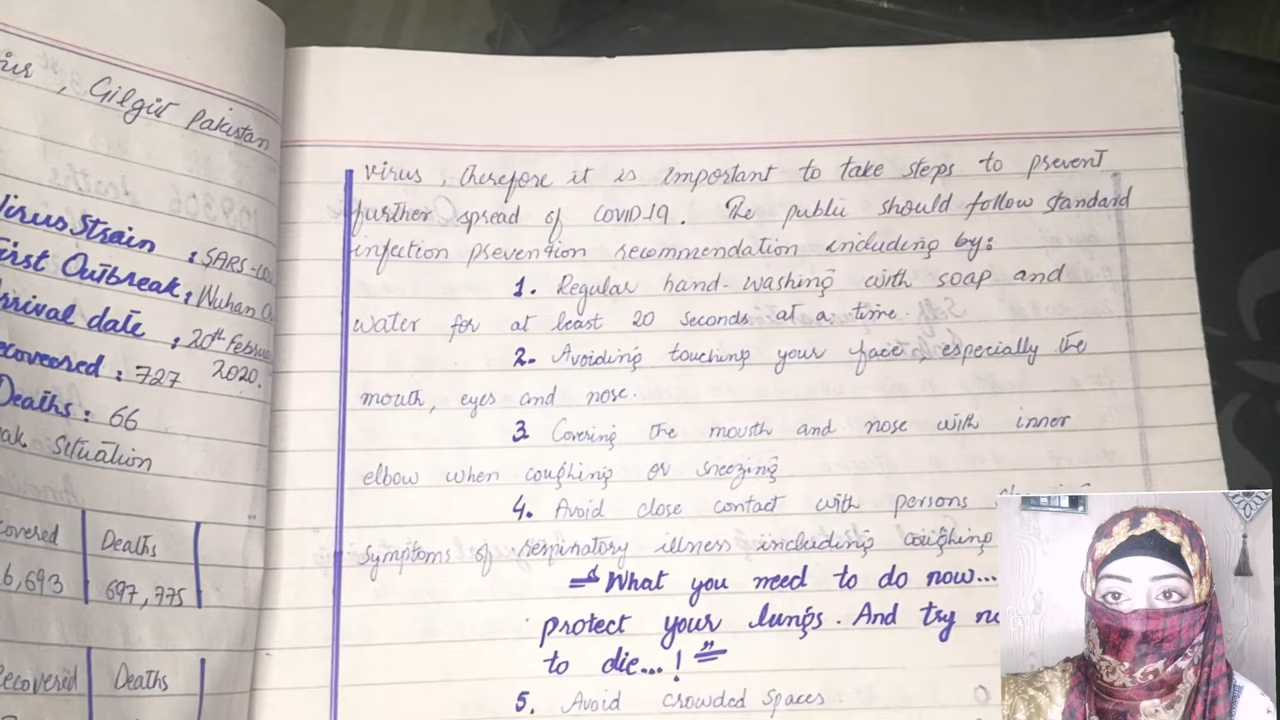 , Gilgit Pakistan
Virus Strain : SARS-
First Outbreak : Wuhan
Arrival date : 20th
2020.
Recovered : 727
Deaths : 66
Situation
Deaths
6,693 697,775
Recovered Deaths
virus, therefore it is important to take steps to prevent
further spread of COVID-19. The public should follow standard
infection prevention recommendation including by:
1. Regular hand-washing with soap and
water for at least 20 seconds at a time.
2. Avoiding touching your face, especially the
mouth, eyes and nose.
3 Covering the mouth and nose with inner
elbow when coughing or sneezing
4. Avoid close contact with persons
symptoms of respiratory illness including coughing
"What you need to do now...
protect your lungs. And try
to die...!"
5. Avoid crowded spaces.